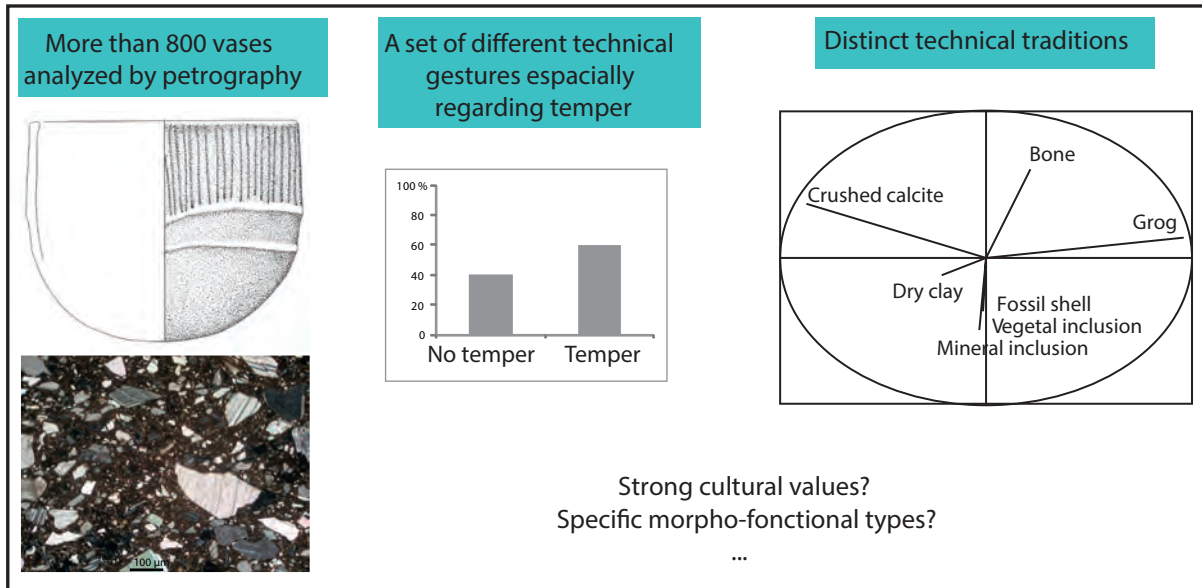 More than 800 vases
analyzed by petrography
100 µm
A set of different technical
gestures espacially
regarding temper
100 %
80
60
40
20
0
No temper
Temper
Distinct technical traditions
Bone
Crushed calcite
Grog
Dry clay
Fossil shell
Vegetal inclusion
Mineral inclusion
Strong cultural values?
Specific morpho-fonctional types?
...